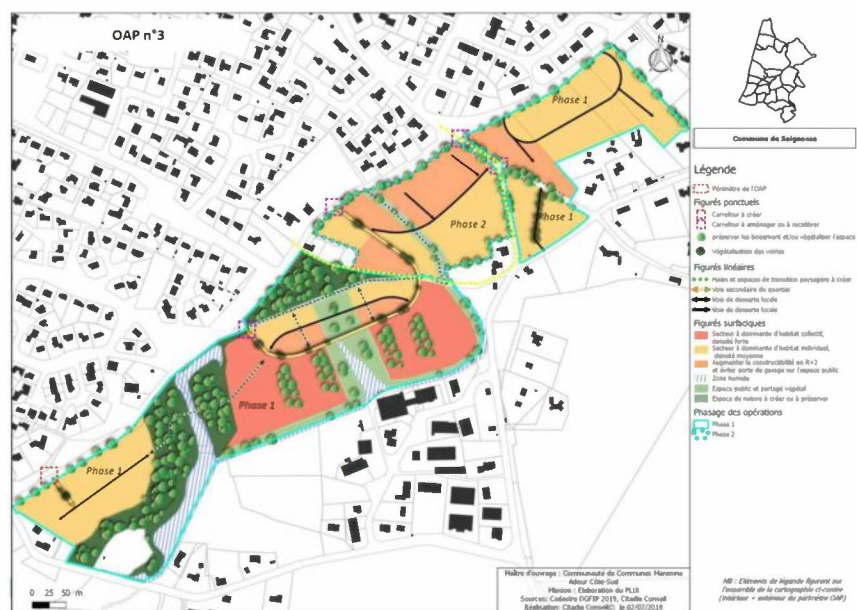 OAP n°3
N
Phase 1
Phase 2
Phase 1
Phase 1
Phase 1
0 25 50 m
Commune de Seignosse
Légende
Périmètre de l'OAP
Figurés ponctuels
Carrefour à créer
Carrefour à aménager ou à recalibrer
préserver les boisement et/ou végétaliser l'espace
Végétalisation des voiries
Figurés linéaires
Haies et espaces de transition paysagère à créer
Voie secondaire du quartier
Voie de desserte locale
Voie de desserte locale
Figurés surfaciques
Secteur à dominante d'habitat collectif,
densité forte
Secteur à dominante d'habitat individuel,
densité moyenne
Augmenter la constructibilité en R+2
et éviter porte de garage sur l'espace public
Zone humide
Espace public et partagé végétal
Espace de nature à créer ou à préserver
Phasage des opérations
Phase 1
Phase 2
Maître d'ouvrage : Communauté de Communes Maremne
Adour Côte-Sud
Mission : Elaboration du PLUi
Sources: Cadastre DGFIP 2019, Citadia Conseil
Réalisation: Citadia Conseil©, le 02/07/2019
NB : Eléments de légende figurant sur
l'ensemble de la cartographie ci-contre
(intérieur + extérieur du périmètre OAP)